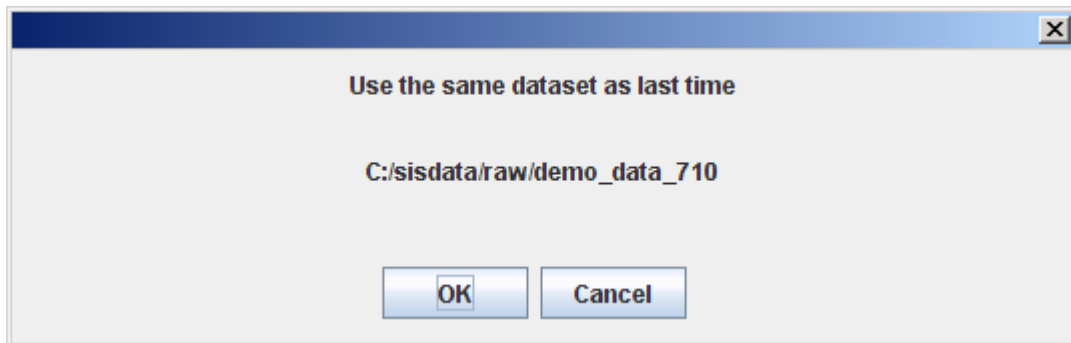 Use the same dataset as last time
C:/sisdata/raw/demo_data_710
OK Cancel